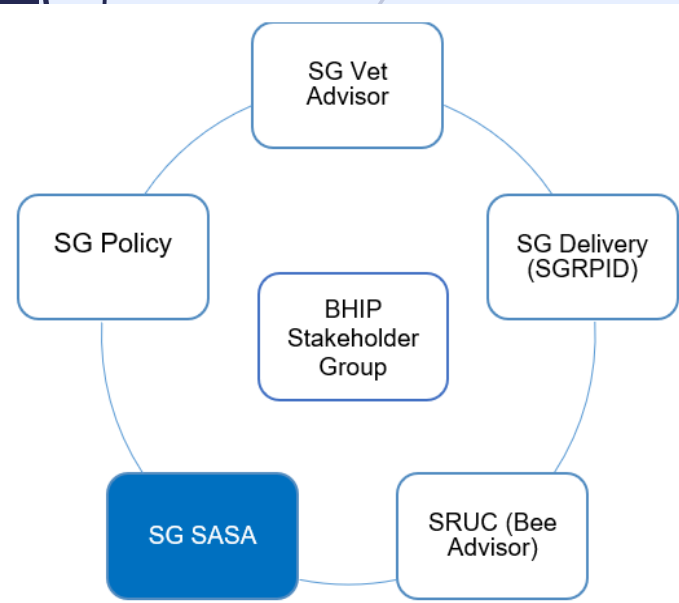 SG Vet
Advisor
SG Policy
SG Delivery
(SGRPID)
BHIP
Stakeholder
Group
SG SASA
SRUC (Bee
Advisor)